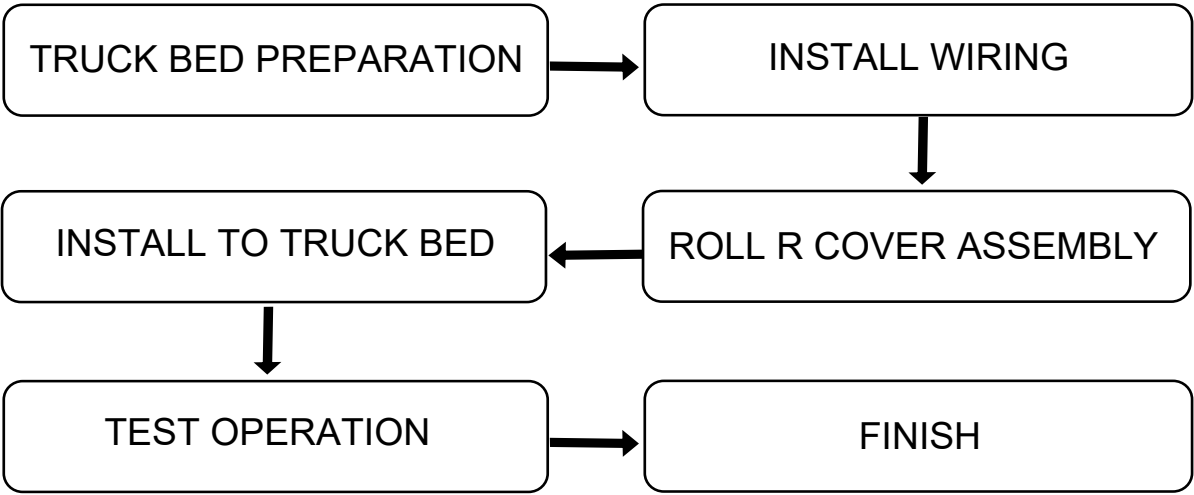 TRUCK BED PREPARATION
INSTALL WIRING
ROLL R COVER ASSEMBLY
INSTALL TO TRUCK BED
TEST OPERATION
FINISH